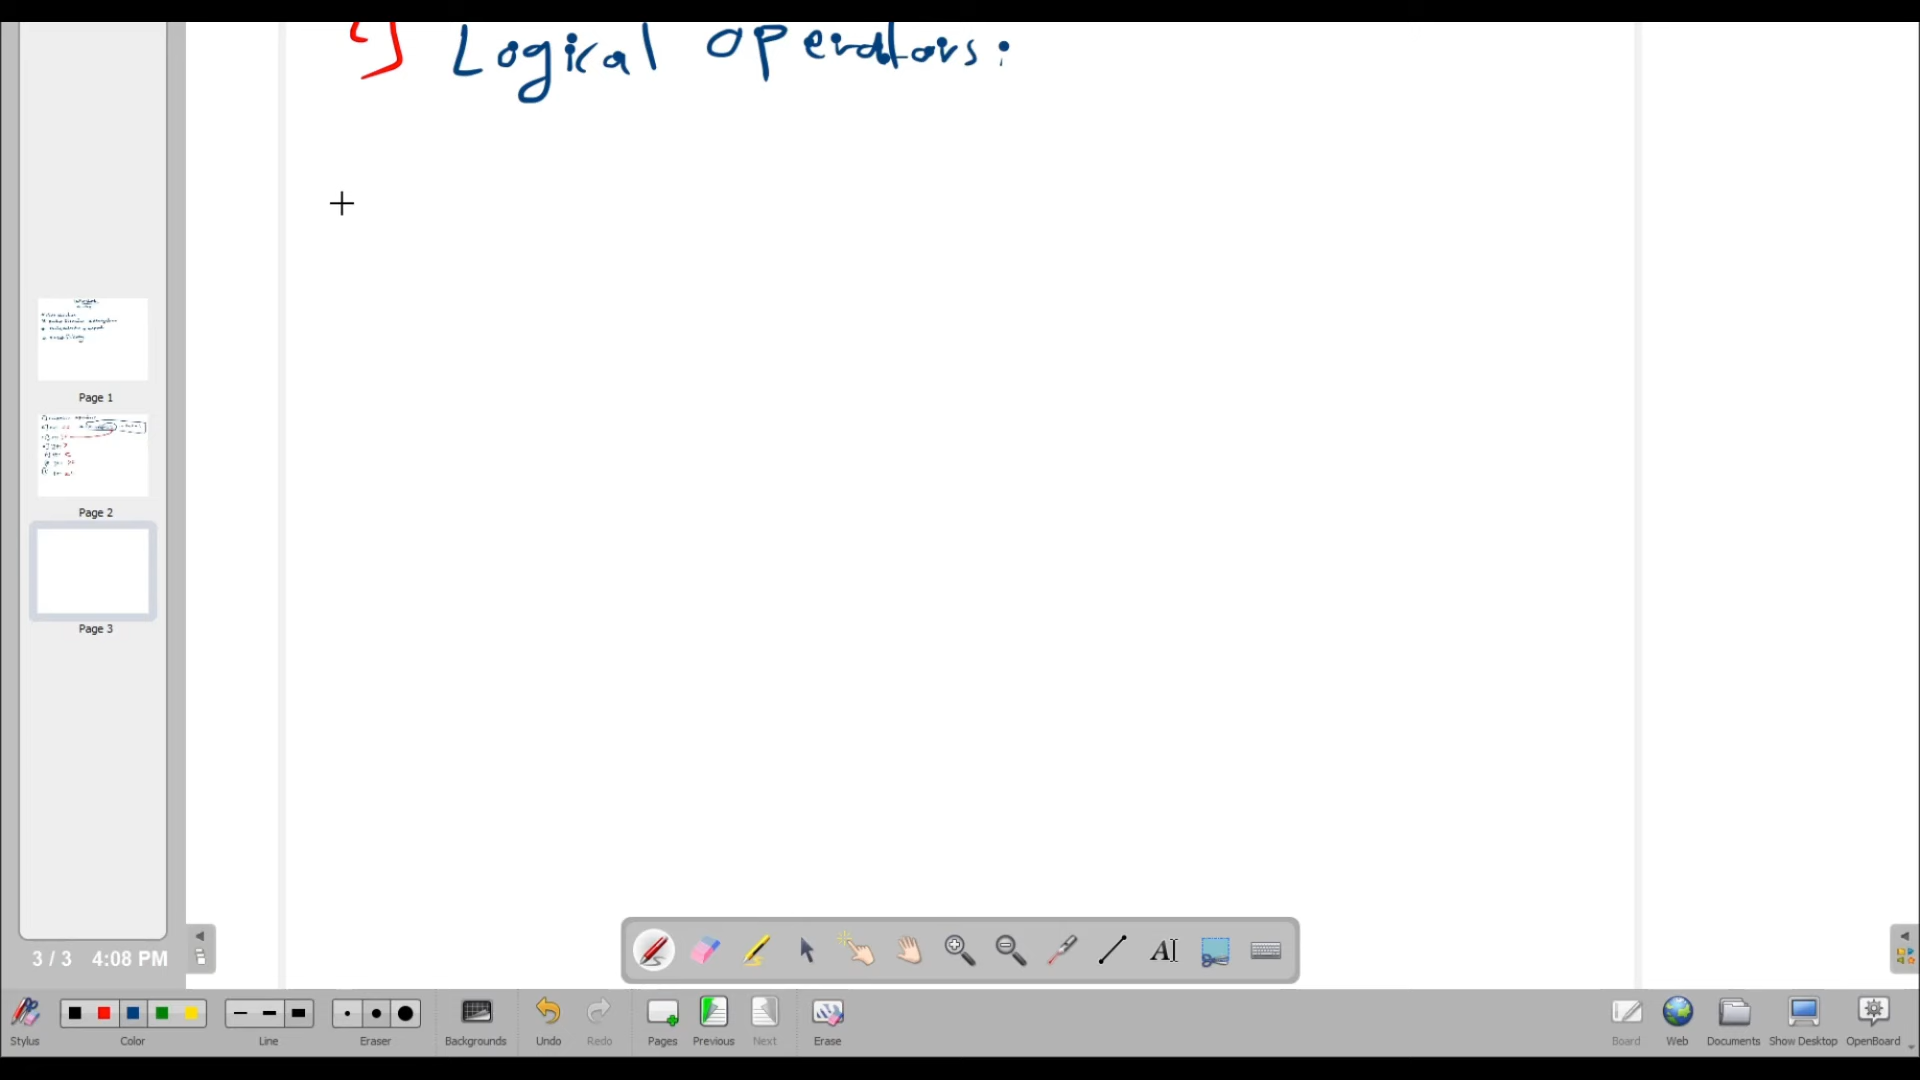 Logical Operators:
Page 1
Page 2
Page 3
3 / 3 4:08 PM
Stylus Color Line Eraser Backgrounds Undo Redo Pages Previous Next Erase Board Web Documents Show Desktop OpenBoard